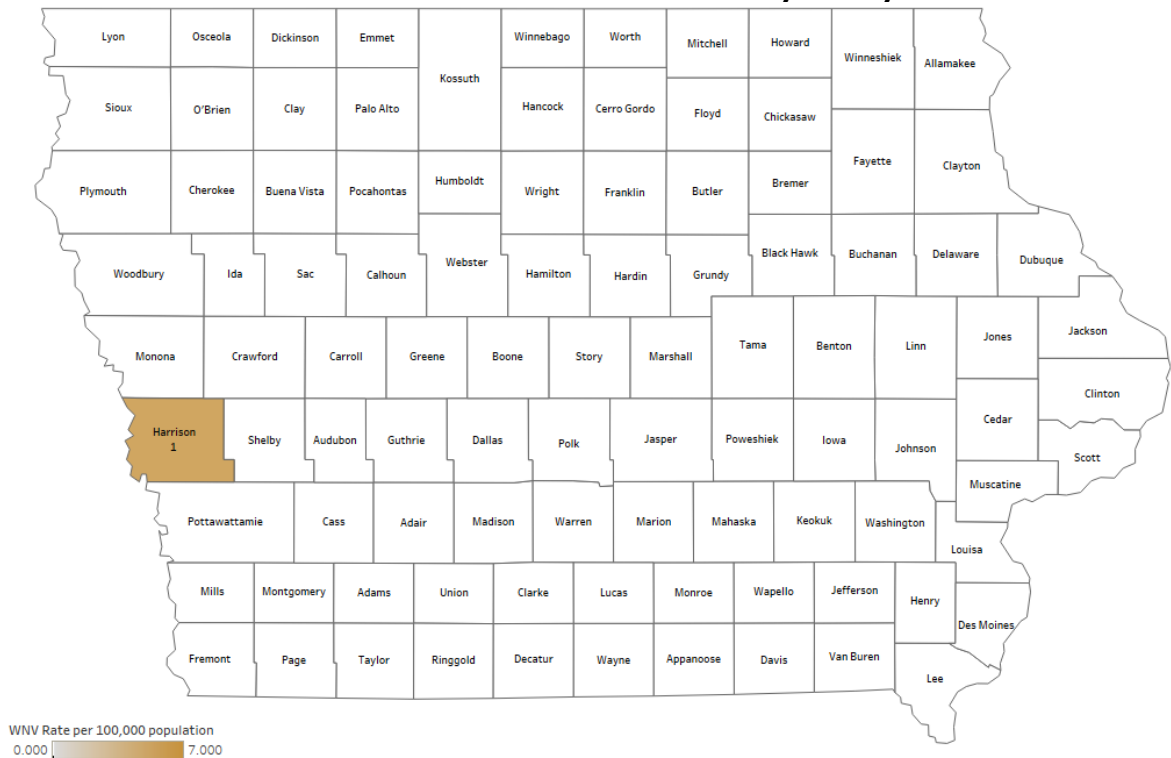 Lyon
Osceola
Dickinson
Emmet
Kossuth
Winnebago
Worth
Mitchell
Howard
Winneshiek
Allamakee
Sioux
O'Brien
Clay
Palo Alto
Hancock
Cerro Gordo
Floyd
Chickasaw
Fayette
Clayton
Plymouth
Cherokee
Buena Vista
Pocahontas
Humboldt
Wright
Franklin
Butler
Bremer
Woodbury
Ida
Sac
Calhoun
Webster
Hamilton
Hardin
Grundy
Black Hawk
Buchanan
Delaware
Dubuque
Monona
Crawford
Carroll
Greene
Boone
Story
Marshall
Tama
Benton
Linn
Jones
Jackson
Clinton
Harrison
1
Shelby
Audubon
Guthrie
Dallas
Polk
Jasper
Poweshiek
Iowa
Johnson
Cedar
Scott
Muscatine
Pottawattamie
Cass
Adair
Madison
Warren
Marion
Mahaska
Keokuk
Washington
Louisa
Mills
Montgomery
Adams
Union
Clarke
Lucas
Monroe
Wapello
Jefferson
Henry
Des Moines
Fremont
Page
Taylor
Ringgold
Decatur
Wayne
Appanoose
Davis
Van Buren
Lee
WNV Rate per 100,000 population
0.000 7.000